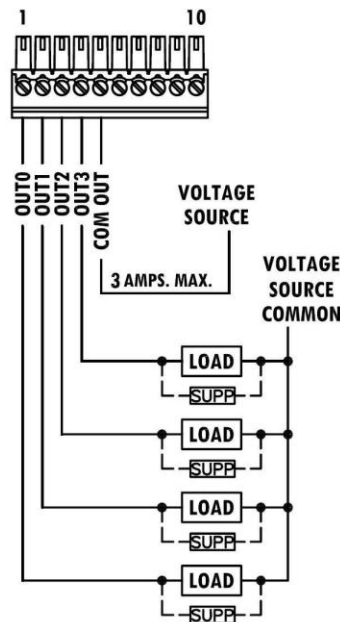 1 10
OUT0
OUT1
OUT2
OUT3
COM OUT
VOLTAGE
SOURCE
3 AMPS. MAX.
VOLTAGE
SOURCE
COMMON
LOAD
SUPP
LOAD
SUPP
LOAD
SUPP
LOAD
SUPP